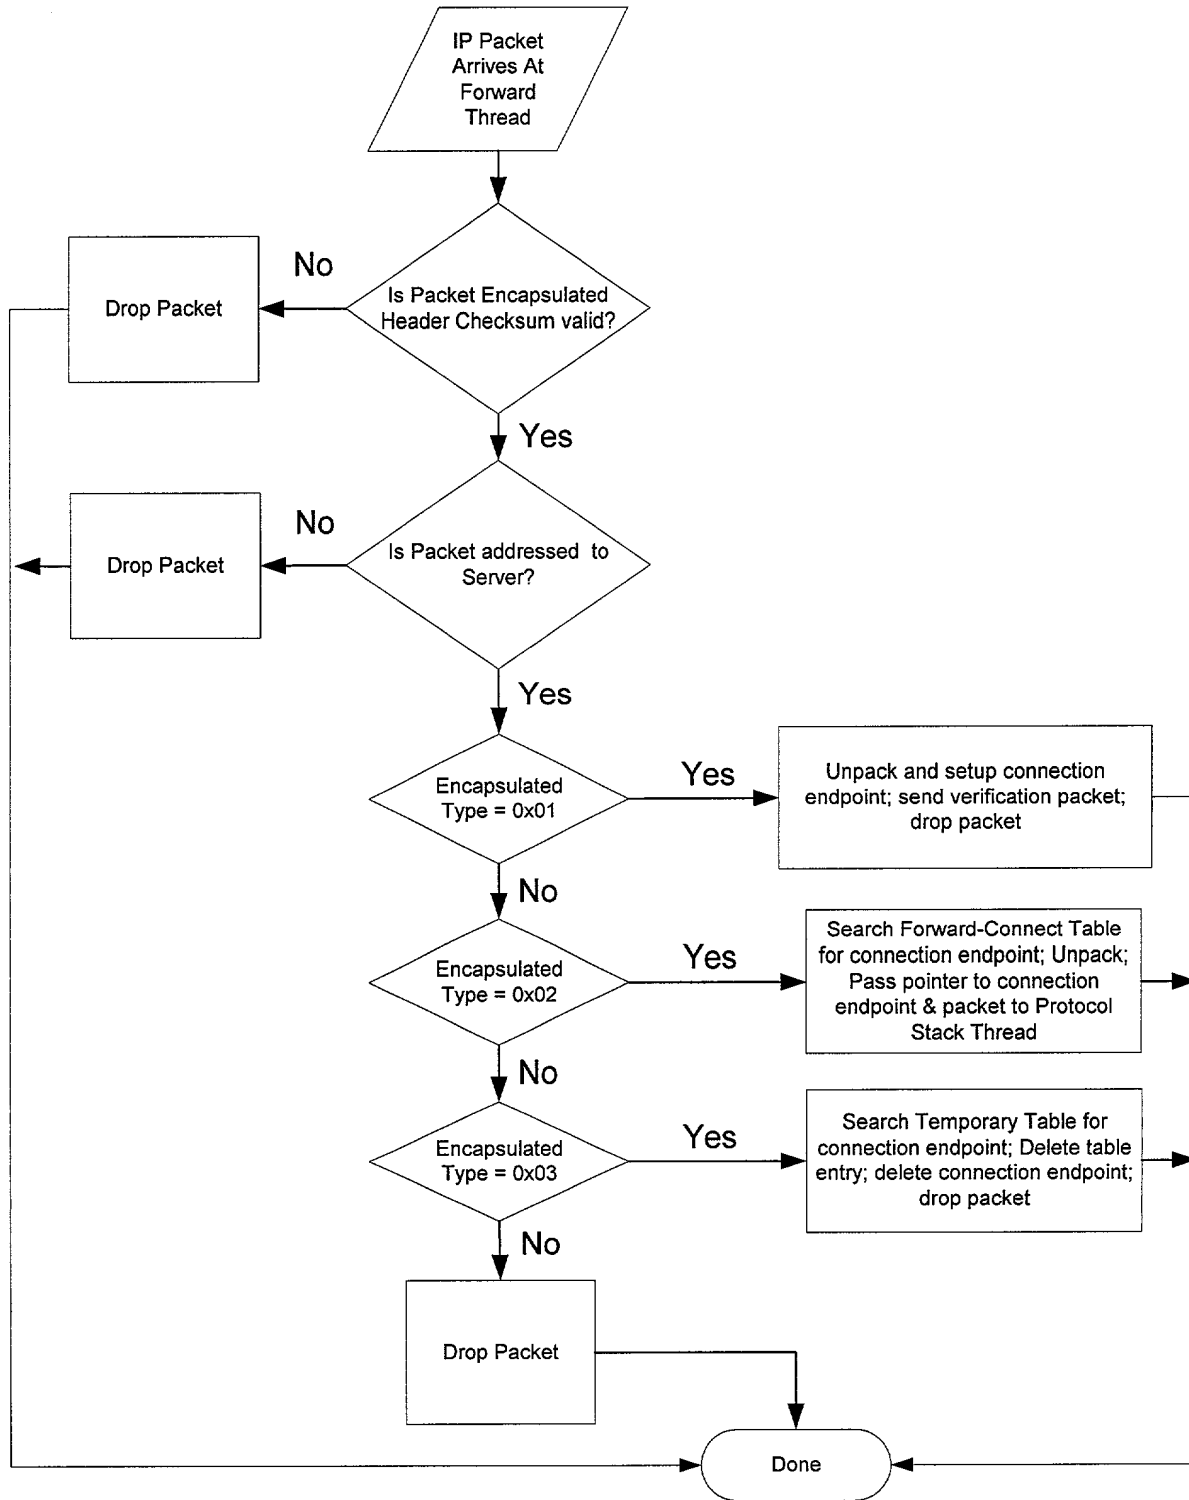 IP Packet
Arrives At
Forward
Thread
No
Drop Packet
Is Packet Encapsulated
Header Checksum valid?
Yes
No
Drop Packet
Is Packet addressed to
Server?
Yes
Encapsulated
Type = 0x01
Yes
Unpack and setup connection
endpoint; send verification packet;
drop packet
No
Encapsulated
Type = 0x02
Yes
Search Forward-Connect Table
for connection endpoint; Unpack;
Pass pointer to connection
endpoint & packet to Protocol
Stack Thread
No
Encapsulated
Type = 0x03
Yes
Search Temporary Table for
connection endpoint; Delete table
entry; delete connection endpoint;
drop packet
No
Drop Packet
Done